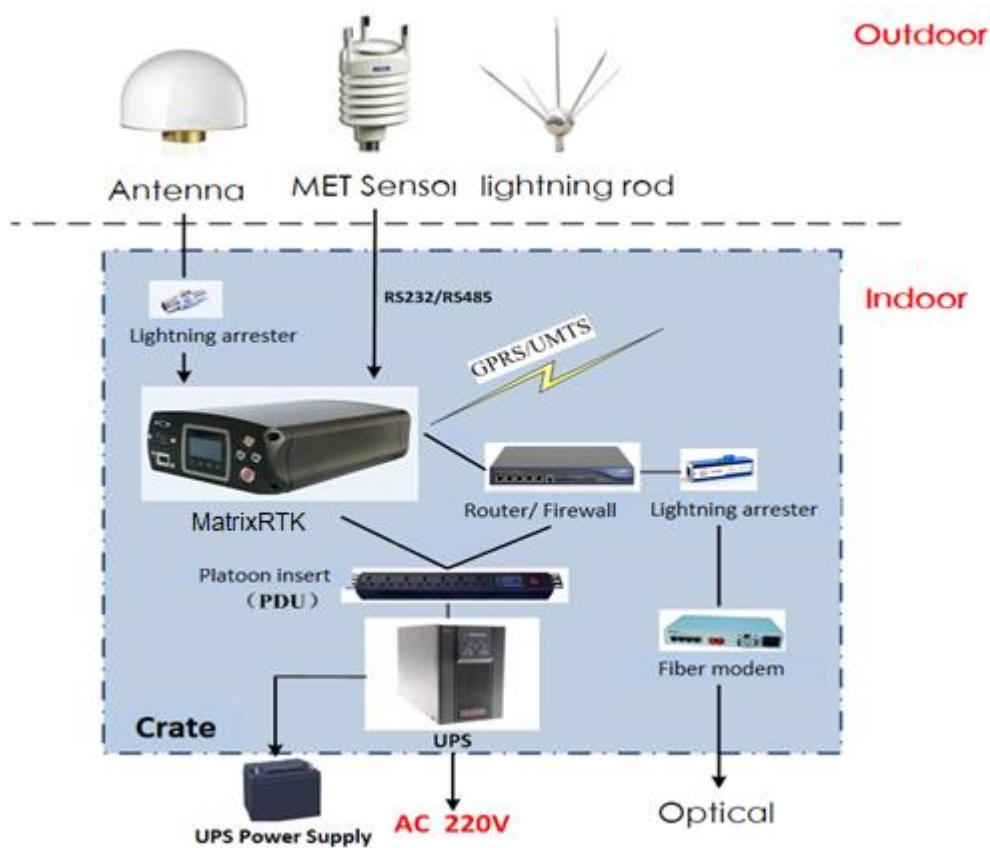 Outdoor
Antenna
MET Sensor
lightning rod
Indoor
RS232/RS485
Lightning arrester
GPRS/UMTS
MatrixRTK
Router/ Firewall
Lightning arrester
Platoon insert
（PDU）
Fiber modem
Crate
UPS
UPS Power Supply
AC 220V
Optical